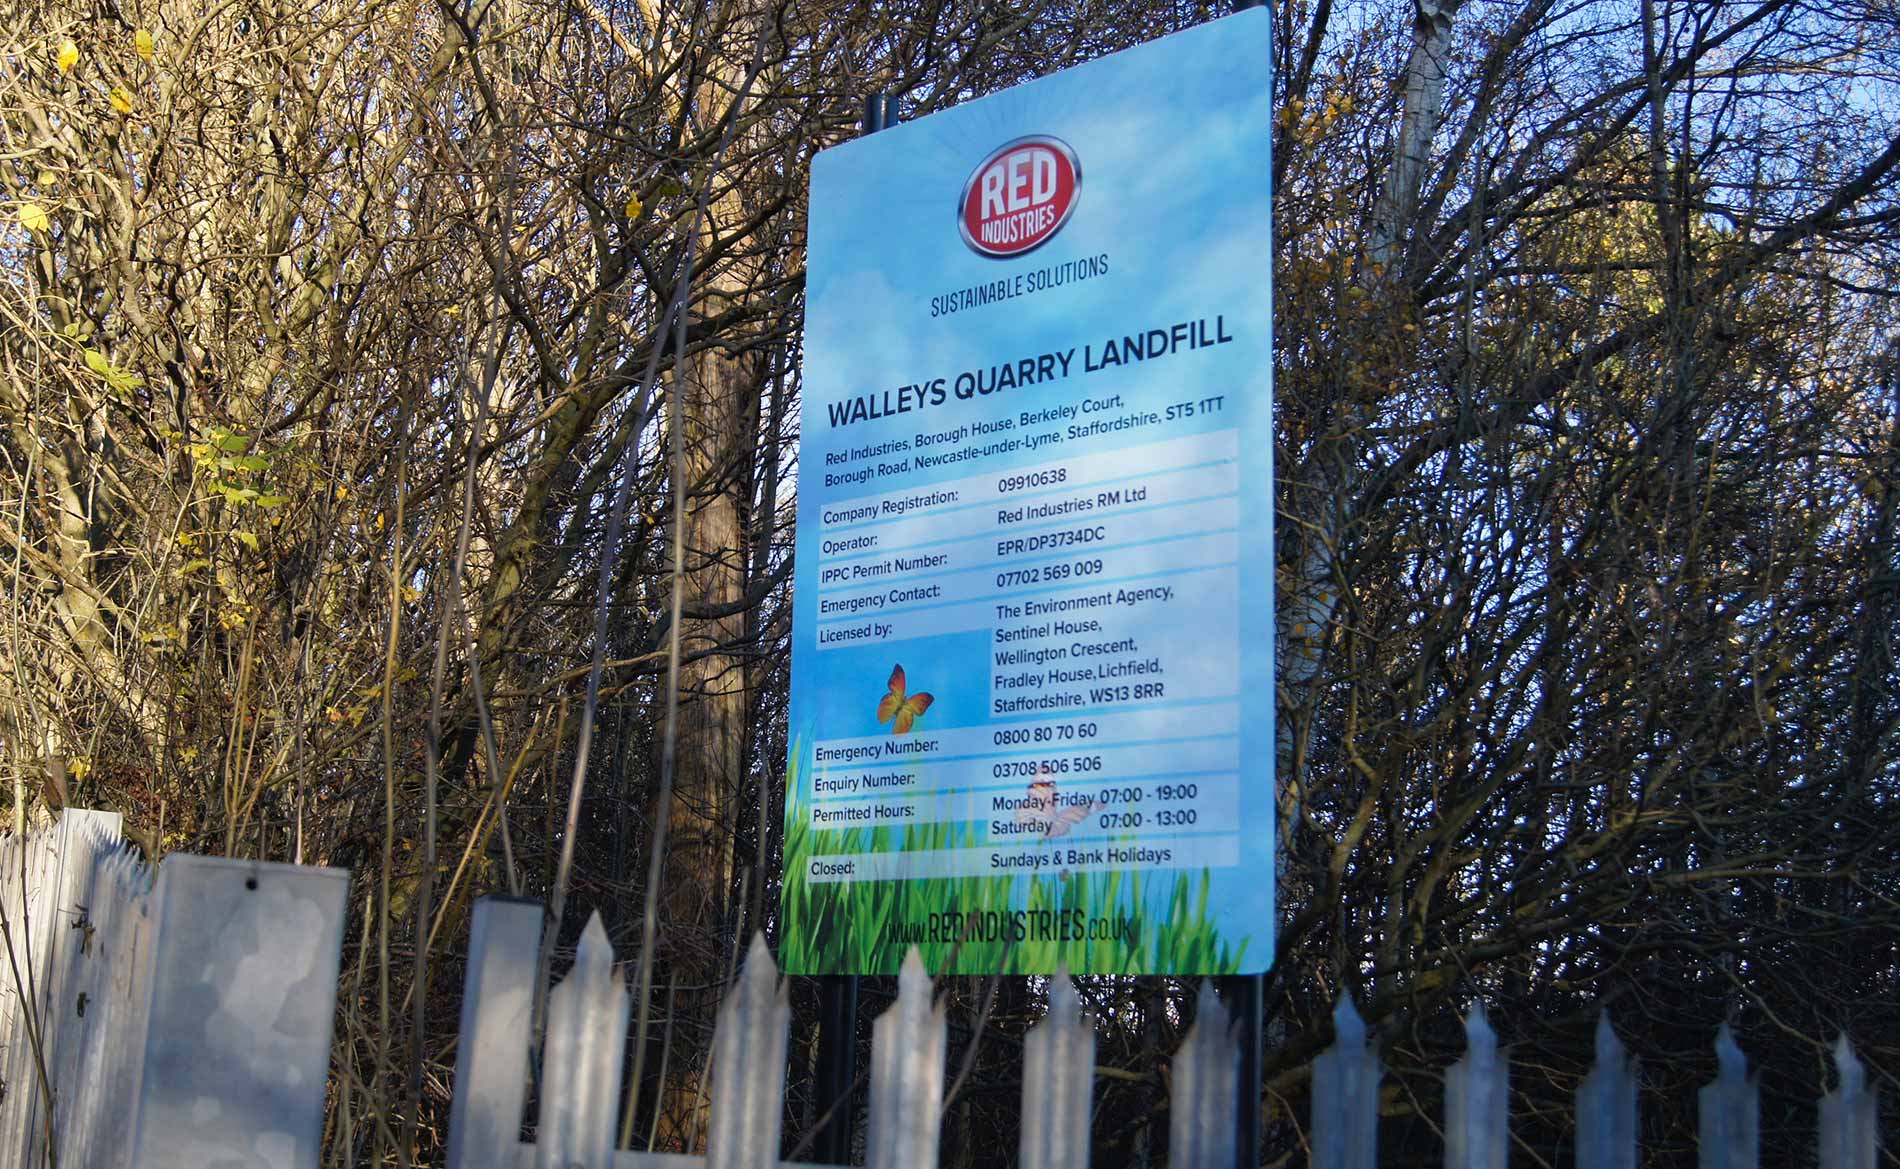 RED
INDUSTRIES
SUSTAINABLE SOLUTIONS
WALLEYS QUARRY LANDFILL
Red Industries, Borough House, Berkeley Court,
Borough Road, Newcastle-under-Lyme, Staffordshire, ST5 1TT
Company Registration: 09910638
Operator: Red Industries RM Ltd
IPPC Permit Number: EPR/DP3734DC
Emergency Contact: 07702 569 009
Licensed by: The Environment Agency,
Sentinel House,
Wellington Crescent,
Fradley House, Lichfield,
Staffordshire, WS13 8RR
Emergency Number: 0800 80 70 60
Enquiry Number: 03708 506 506
Permitted Hours: Monday-Friday 07:00 - 19:00
Saturday 07:00 - 13:00
Closed: Sundays & Bank Holidays
www.REDINDUSTRIES.co.uk